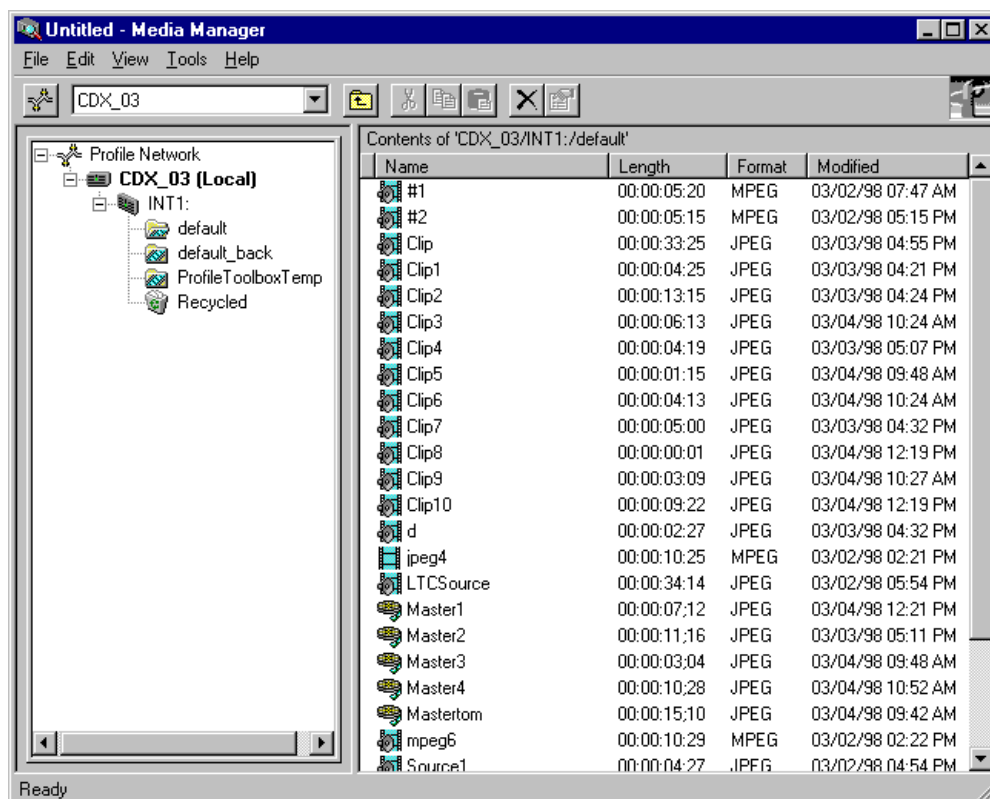 Untitled - Media Manager
File Edit View Tools Help
CDX_03
Profile Network
CDX_03 (Local)
INT1:
default
default_back
ProfileToolboxTemp
Recycled
Contents of 'CDX_03/INT1:/default'
Name Length Format Modified
#1 00:00:05:20 MPEG 03/02/98 07:47 AM
#2 00:00:05:15 MPEG 03/02/98 05:15 PM
Clip 00:00:33:25 JPEG 03/03/98 04:55 PM
Clip1 00:00:04:25 JPEG 03/03/98 04:21 PM
Clip2 00:00:13:15 JPEG 03/03/98 04:24 PM
Clip3 00:00:06:13 JPEG 03/04/98 10:24 AM
Clip4 00:00:04:19 JPEG 03/03/98 05:07 PM
Clip5 00:00:01:15 JPEG 03/04/98 09:48 AM
Clip6 00:00:04:13 JPEG 03/04/98 10:24 AM
Clip7 00:00:05:00 JPEG 03/03/98 04:32 PM
Clip8 00:00:00:01 JPEG 03/04/98 12:19 PM
Clip9 00:00:03:09 JPEG 03/04/98 10:27 AM
Clip10 00:00:09:22 JPEG 03/04/98 12:19 PM
d 00:00:02:27 JPEG 03/03/98 04:32 PM
jpeg4 00:00:10:25 MPEG 03/02/98 02:21 PM
LTCSource 00:00:34:14 JPEG 03/02/98 05:54 PM
Master1 00:00:07;12 JPEG 03/04/98 12:21 PM
Master2 00:00:11;16 JPEG 03/03/98 05:11 PM
Master3 00:00:03;04 JPEG 03/04/98 09:48 AM
Master4 00:00:10;28 JPEG 03/04/98 10:52 AM
Mastertom 00:00:15;10 JPEG 03/04/98 09:42 AM
mpeg6 00:00:10:29 MPEG 03/02/98 02:22 PM
Source1 00:00:04:27 JPEG 03/02/98 04:54 PM
Ready